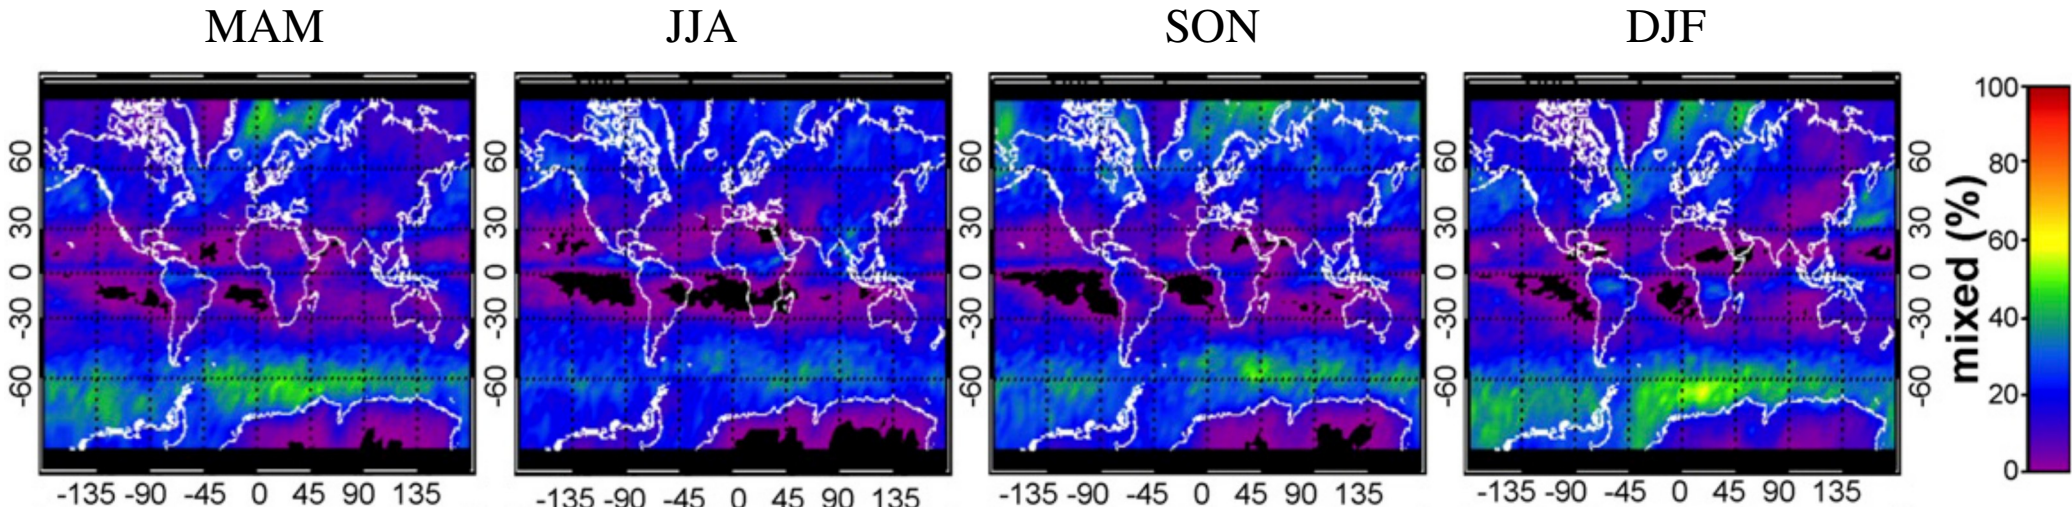 MAM JJA SON DJF
60 60 60 60 100
30 30 30 30 80
0 0 0 0 60
-30 -30 -30 -30 40
-60 -60 -60 -60 20
0
mixed (%)
-135 -90 -45 0 45 90 135
-135 -90 -45 0 45 90 135
-135 -90 -45 0 45 90 135
-135 -90 -45 0 45 90 135